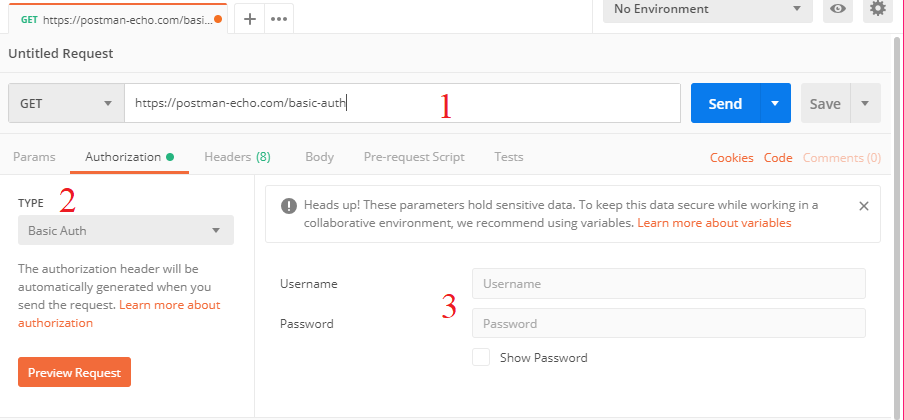 GET https://postman-echo.com/basi...
No Environment
Untitled Request
GET https://postman-echo.com/basic-auth 1 Send Save
Params Authorization Headers (8) Body Pre-request Script Tests Cookies Code Comments (0)
TYPE 2
Basic Auth
The authorization header will be
automatically generated when you
send the request. Learn more about
authorization
Preview Request
Heads up! These parameters hold sensitive data. To keep this data secure while working in a
collaborative environment, we recommend using variables. Learn more about variables
Username Username
3
Password Password
Show Password